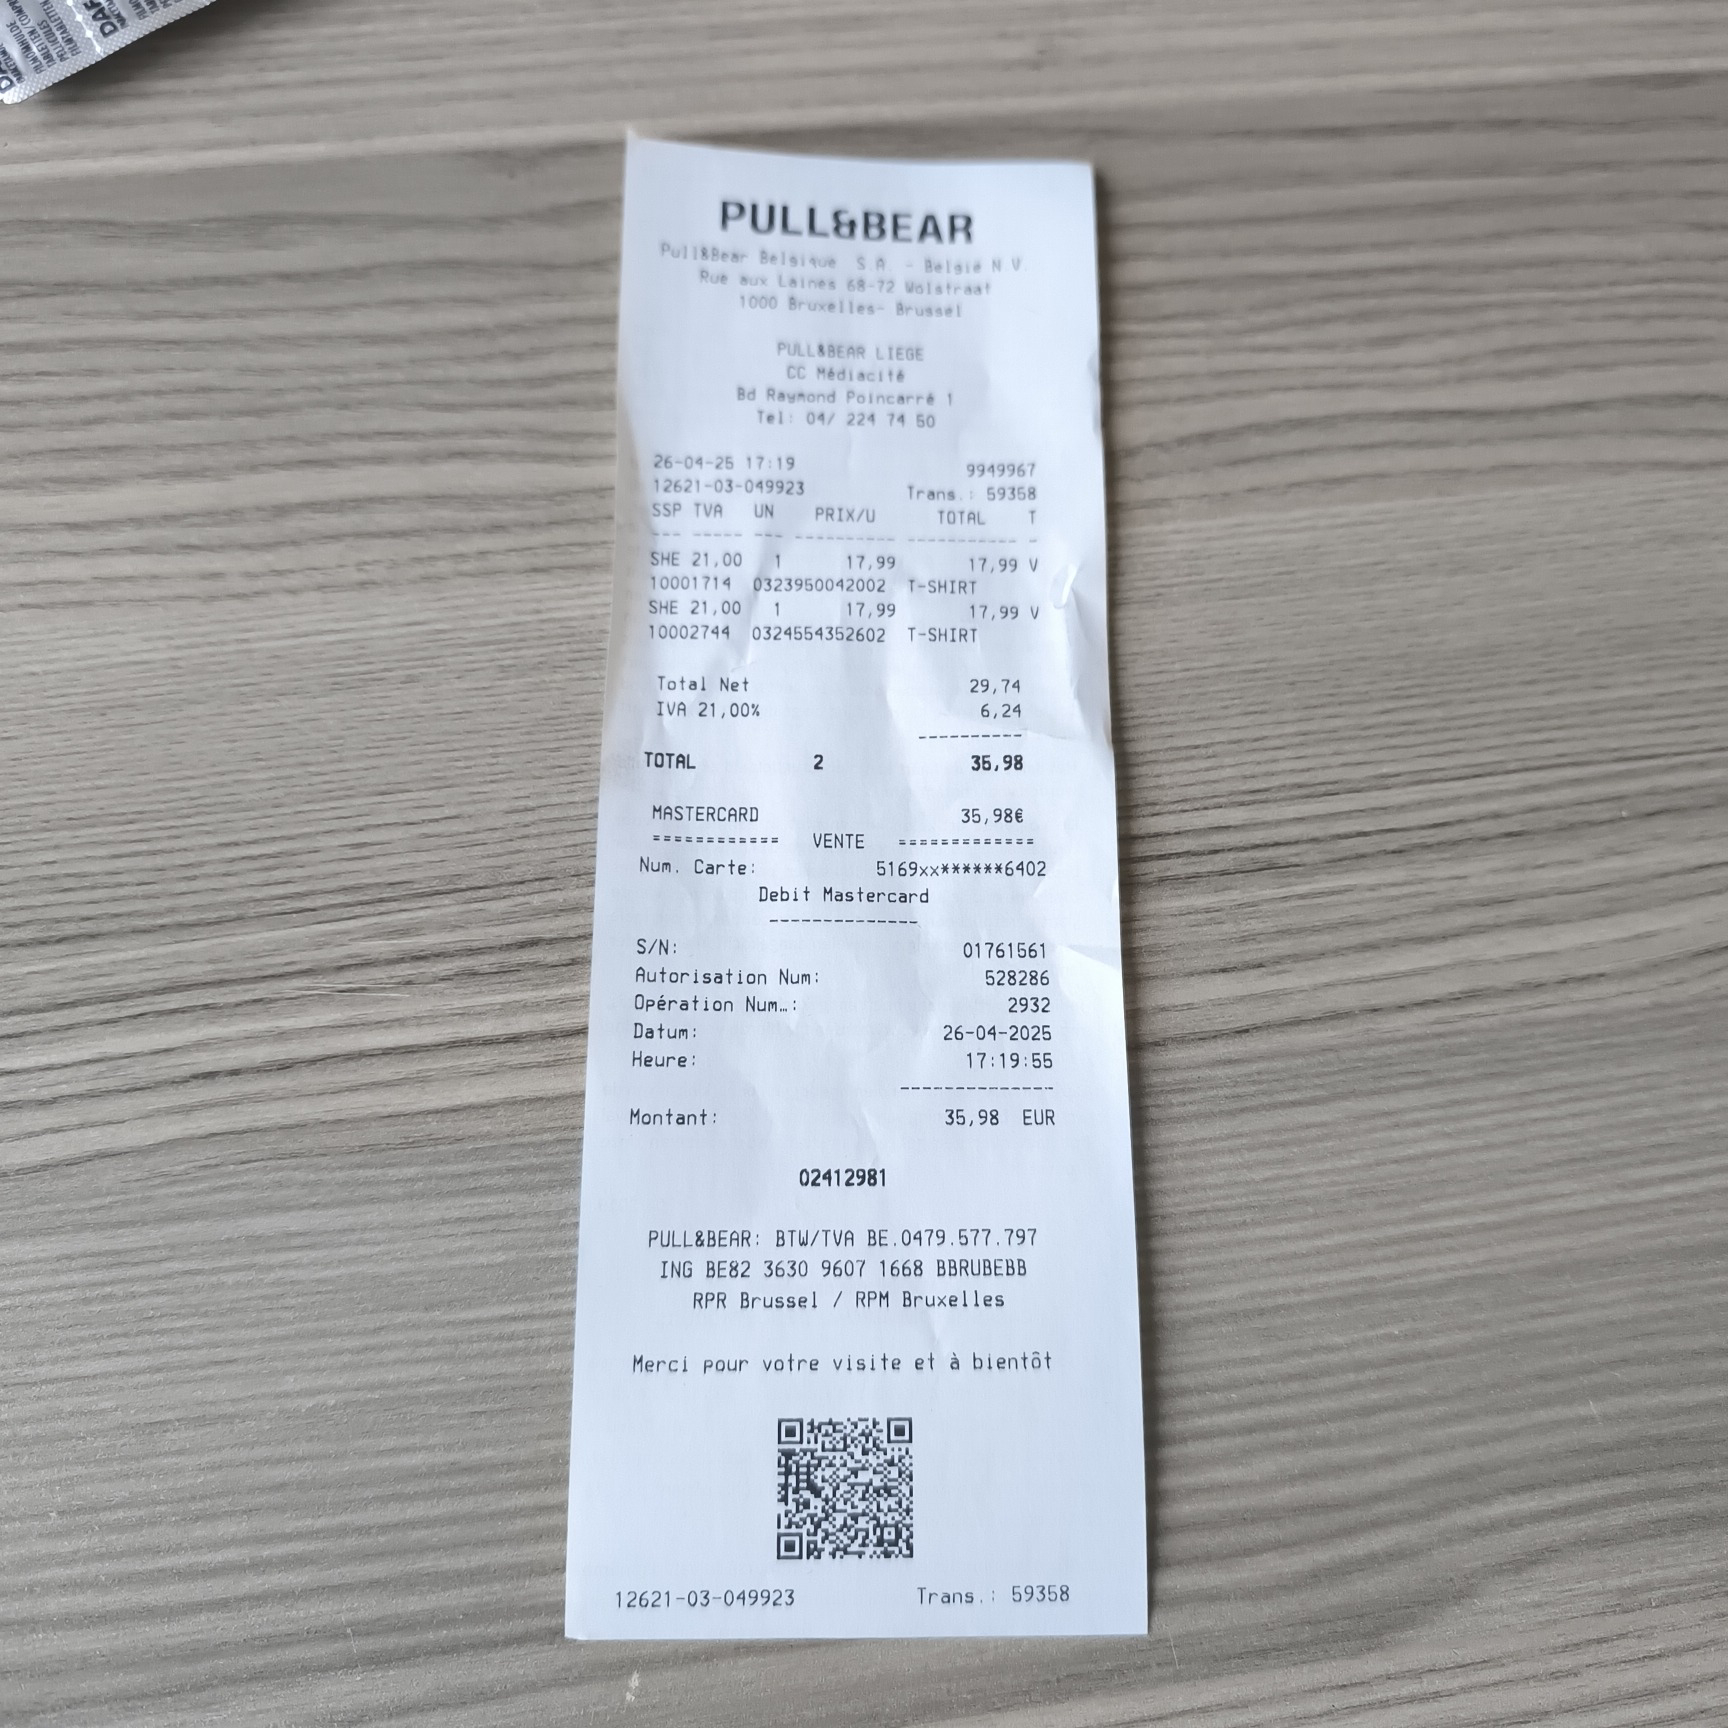 PULL&BEAR
Pull&Bear Belgique S.A. - België N.V.
Rue aux Laines 68-72 Wolstraat
1000 Bruxelles- Brussel
PULL&BEAR LIEGE
CC Médiacité
Bd Raymond Poincarré 1
Tel: 04/ 224 74 50
26-04-25 17:19 9949967
12621-03-049923 Trans.: 59358
SSP TVA UN PRIX/U TOTAL T
--- ----- --- ---------- ----------- -
SHE 21,00 1 17,99 17,99 V
10001714 0323950042002 T-SHIRT
SHE 21,00 1 17,99 17,99 V
10002744 0324554352602 T-SHIRT
Total Net 29,74
IVA 21,00% 6,24
----------
TOTAL 2 35,98
MASTERCARD 35,98€
============ VENTE =============
Num. Carte: 5169xx******6402
Debit Mastercard
--------------
S/N: 01761561
Autorisation Num: 528286
Opération Num…: 2932
Datum: 26-04-2025
Heure: 17:19:55
--------------
Montant: 35,98 EUR
02412981
PULL&BEAR: BTW/TVA BE.0479.577.797
ING BE82 3630 9607 1668 BBRUBEBB
RPR Brussel / RPM Bruxelles
Merci pour votre visite et à bientôt
12621-03-049923 Trans.: 59358